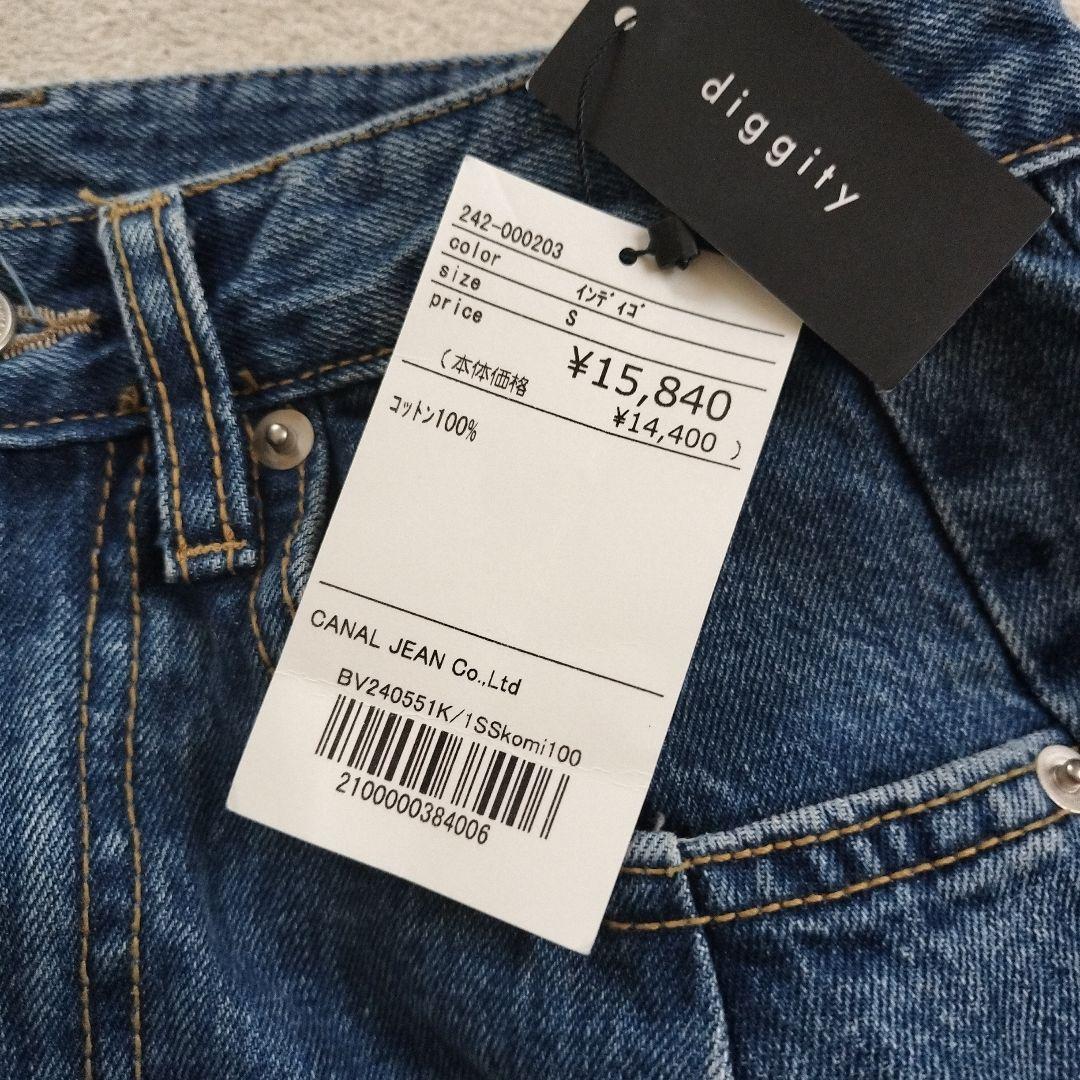 diggity
242-000203
color ｲﾝﾃﾞｨｺﾞ
size S
price ¥15,840
(本体価格 ¥14,400 )
ｺｯﾄﾝ100%
CANAL JEAN Co.,Ltd
BV240551K/1SSkomi100
2100000384006